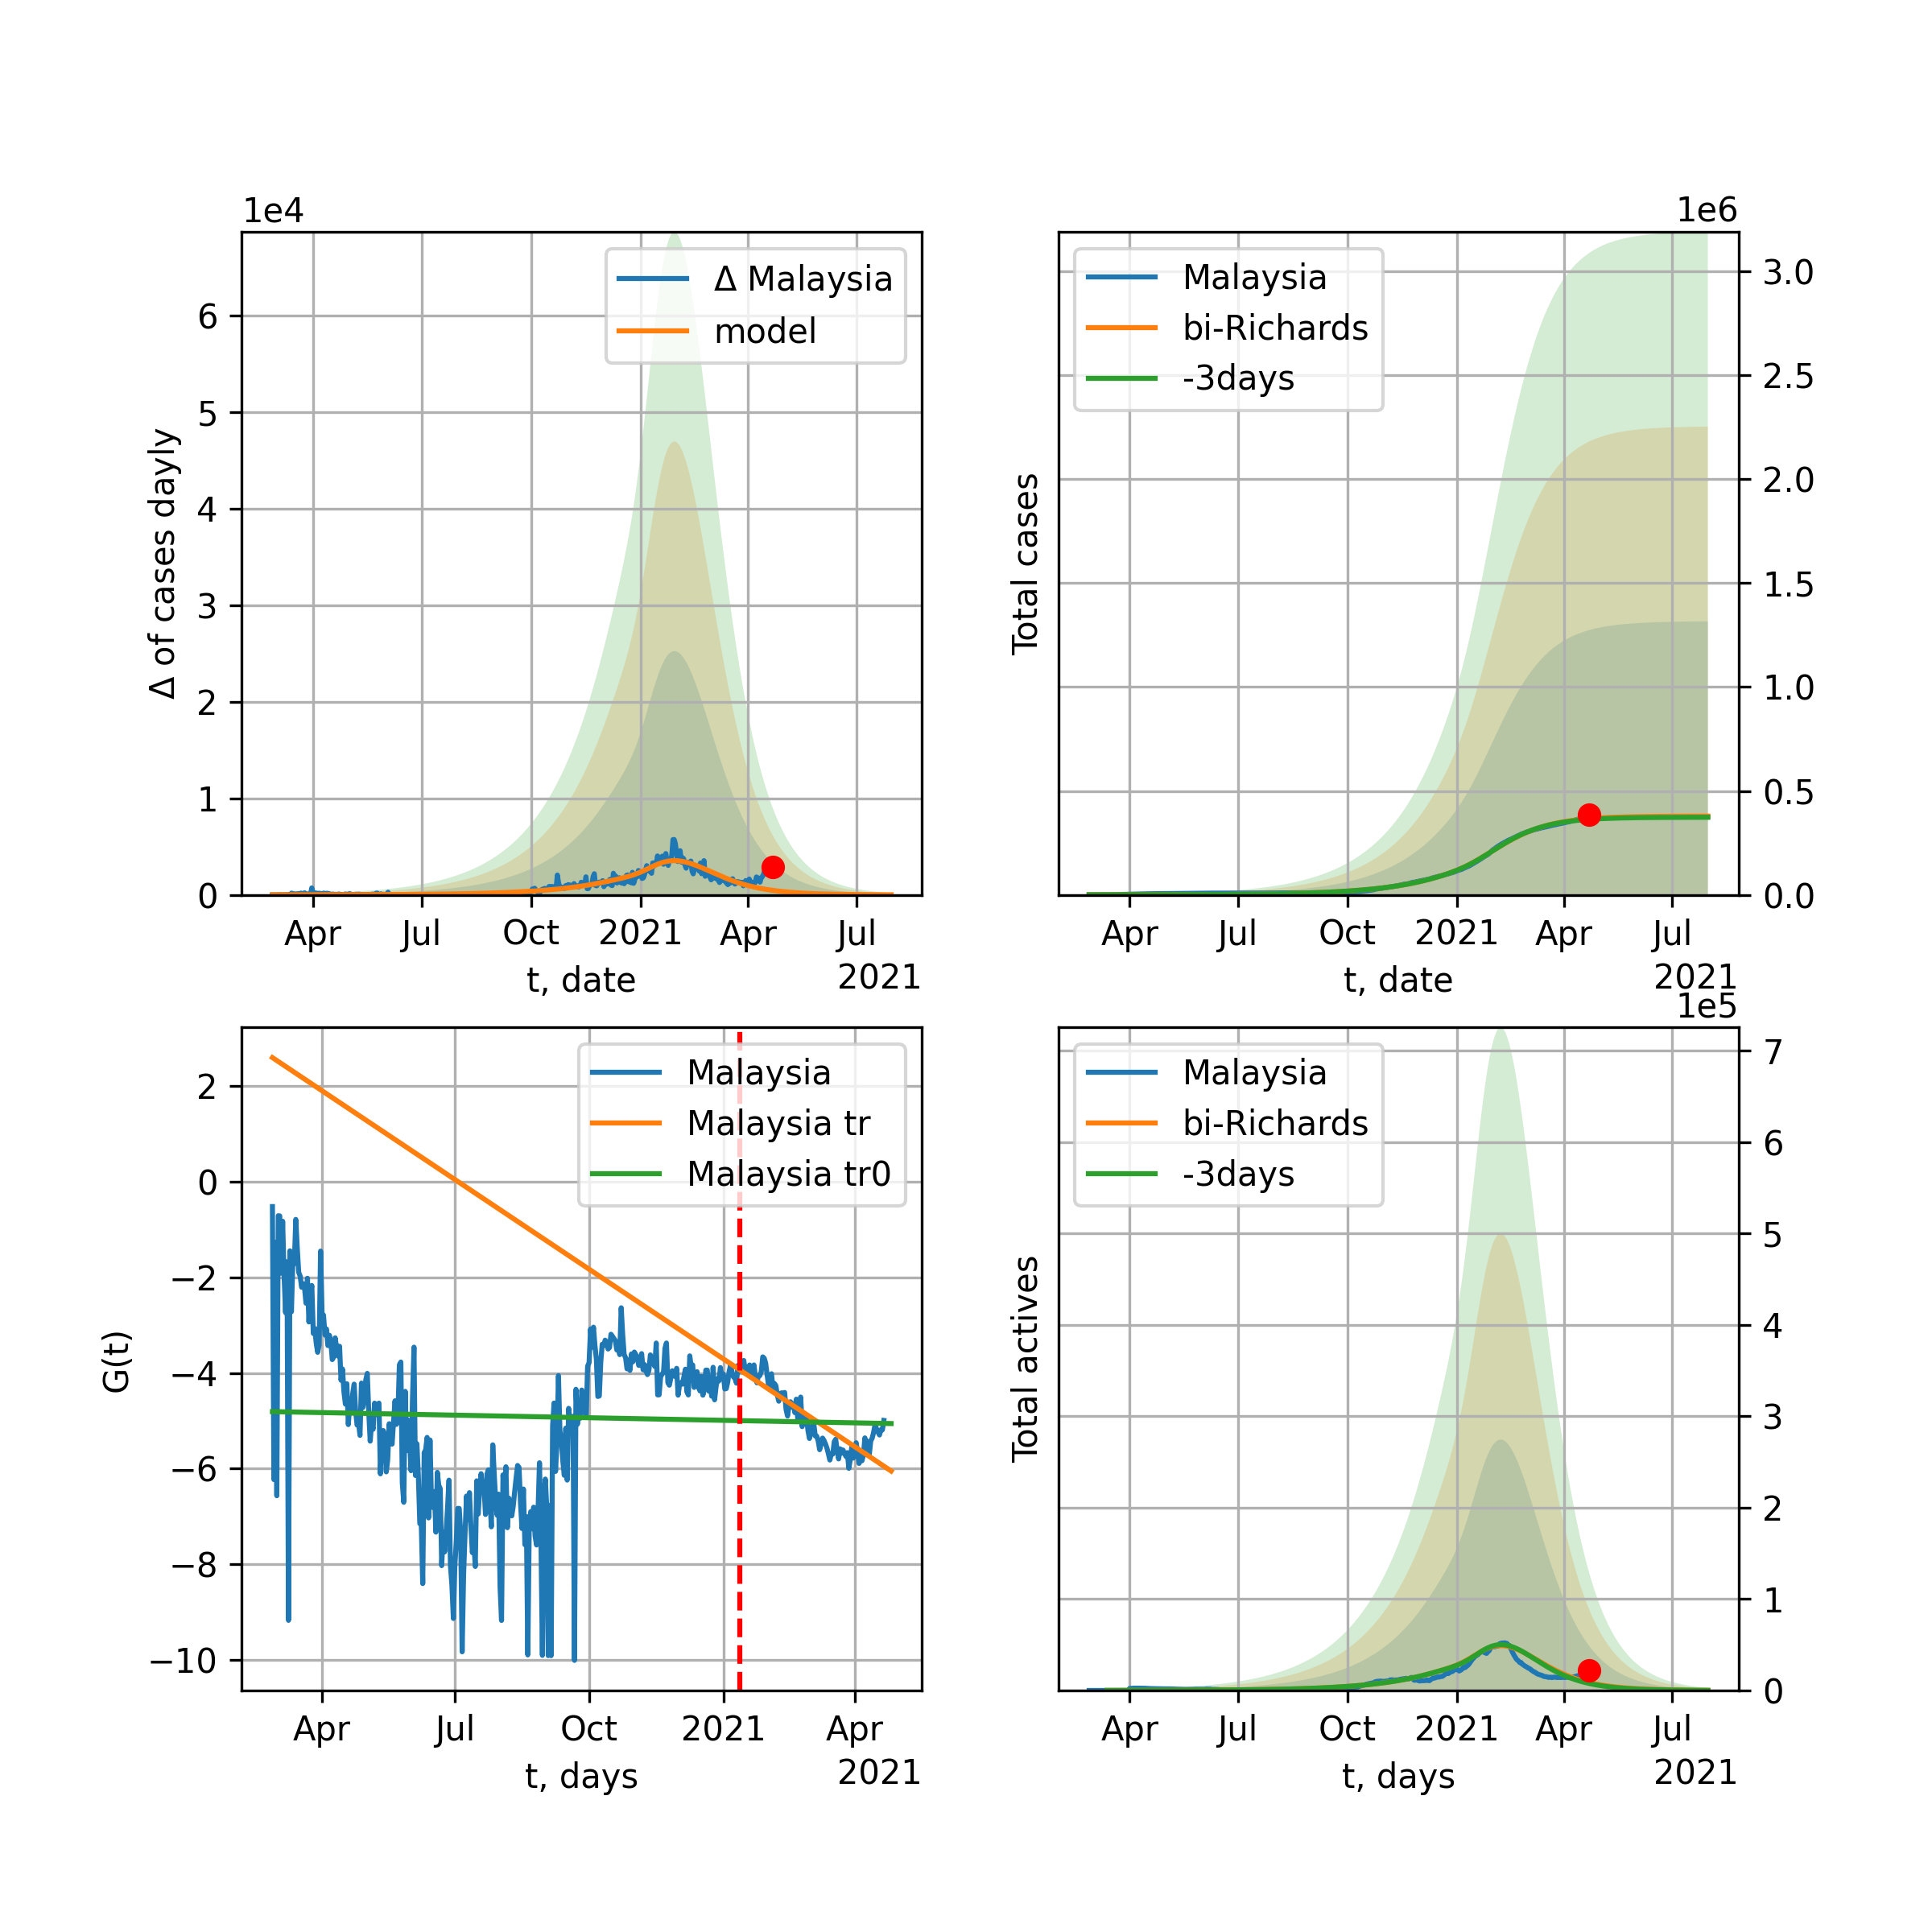 1e4
Δ of cases dayly
6
5
4
3
2
1
0
Δ Malaysia
model
Apr Jul Oct 2021 Apr Jul
2021
t, date
1e6
Total cases
Malaysia
bi-Richards
-3days
3.0
2.5
2.0
1.5
1.0
0.5
0.0
Apr Jul Oct 2021 Apr Jul
2021
t, date
G(t)
2
0
−2
−4
−6
−8
−10
Malaysia
Malaysia tr
Malaysia tr0
Apr Jul Oct 2021 Apr
2021
t, days
1e5
Total actives
Malaysia
bi-Richards
-3days
7
6
5
4
3
2
1
0
Apr Jul Oct 2021 Apr Jul
2021
t, days